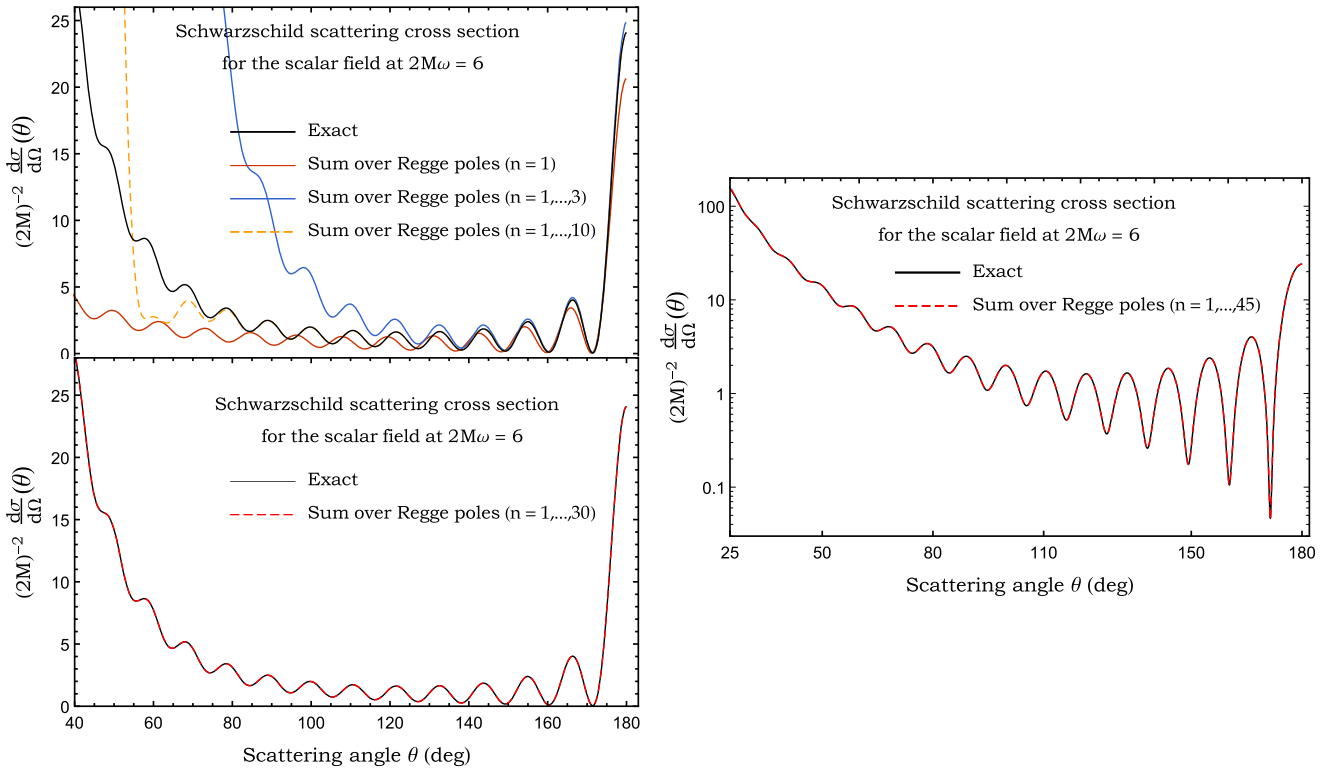 Schwarzschild scattering cross section
for the scalar field at 2Mω = 6
Exact
Sum over Regge poles (n = 1)
Sum over Regge poles (n = 1,...,3)
Sum over Regge poles (n = 1,...,10)
(2M)⁻² dσ/dΩ (θ)
25
20
15
10
5
0
Schwarzschild scattering cross section
for the scalar field at 2Mω = 6
Exact
Sum over Regge poles (n = 1,...,30)
(2M)⁻² dσ/dΩ (θ)
25
20
15
10
5
0
40 60 80 100 120 140 160 180
Scattering angle θ (deg)
Schwarzschild scattering cross section
for the scalar field at 2Mω = 6
Exact
Sum over Regge poles (n = 1,...,45)
(2M)⁻² dσ/dΩ (θ)
100
10
1
0.1
25 50 80 110 150 180
Scattering angle θ (deg)